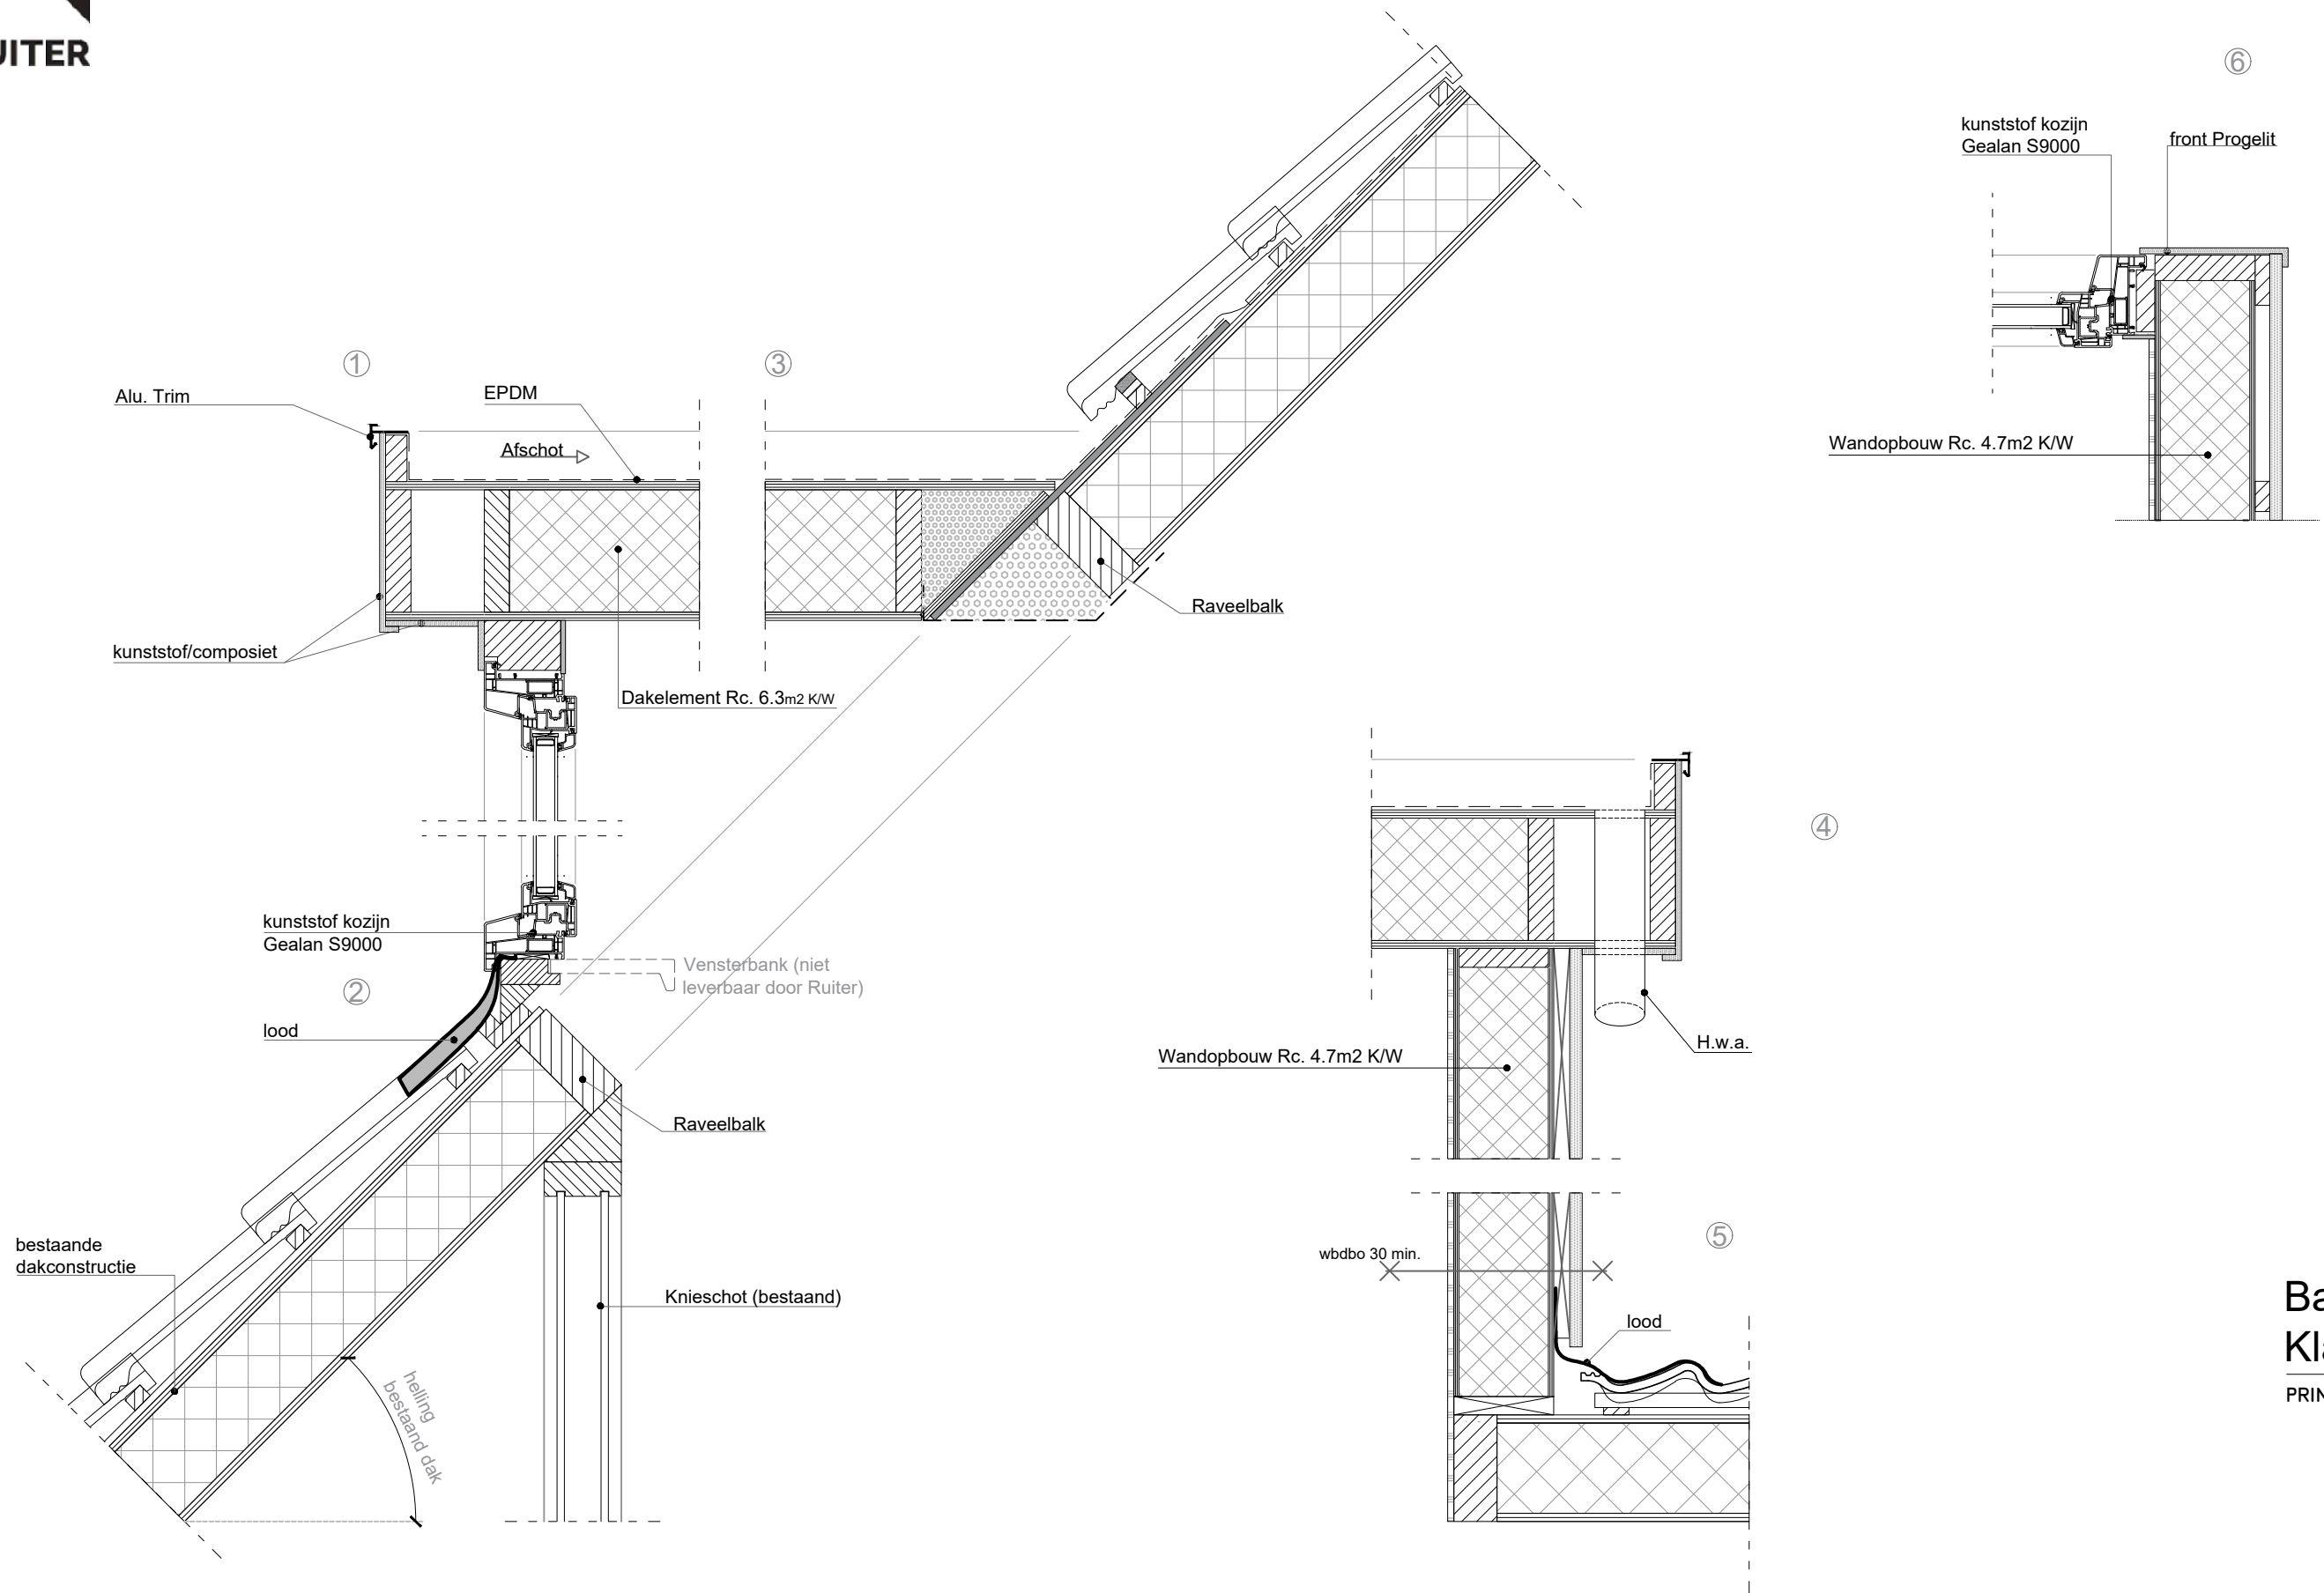 UITER
①
③
Alu. Trim
EPDM
Afschot
kunststof/composiet
Dakelement Rc. 6.3m2 K/W
Raveelbalk
kunststof kozijn
Gealan S9000
②
Vensterbank (niet
leverbaar door Ruiter)
lood
Raveelbalk
bestaande
dakconstructie
Knieschot (bestaand)
helling
bestaand dak
⑥
kunststof kozijn
Gealan S9000
front Progelit
Wandopbouw Rc. 4.7m2 K/W
④
H.w.a.
Wandopbouw Rc. 4.7m2 K/W
⑤
wbdbo 30 min.
lood
Ba
Kla
PRIN